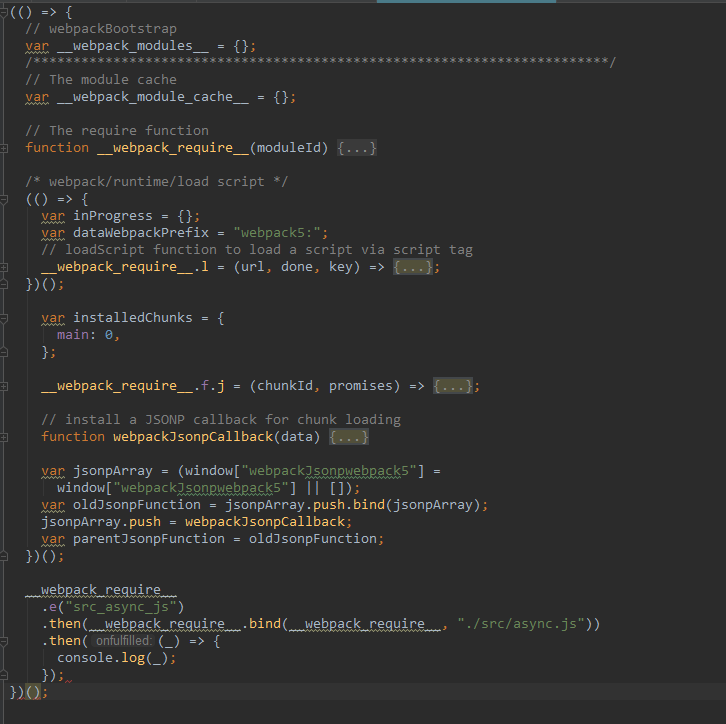 (() => {
// webpackBootstrap
var __webpack_modules__ = {};
/************************************************************************/
// The module cache
var __webpack_module_cache__ = {};
// The require function
function __webpack_require__(moduleId) {...}
/* webpack/runtime/load script */
(() => {
var inProgress = {};
var dataWebpackPrefix = "webpack5:";
// loadScript function to load a script via script tag
__webpack_require__.l = (url, done, key) => {...};
})();
var installedChunks = {
main: 0,
};
__webpack_require__.f.j = (chunkId, promises) => {...};
// install a JSONP callback for chunk loading
function webpackJsonpCallback(data) {...}
var jsonpArray = (window["webpackJsonpwebpack5"] =
window["webpackJsonpwebpack5"] || []);
var oldJsonpFunction = jsonpArray.push.bind(jsonpArray);
jsonpArray.push = webpackJsonpCallback;
var parentJsonpFunction = oldJsonpFunction;
})();
__webpack_require__
.e("src_async_js")
.then(__webpack_require__.bind(__webpack_require__, "./src/async.js"))
.then( onfulfilled: (_) => {
console.log(_);
});
})();